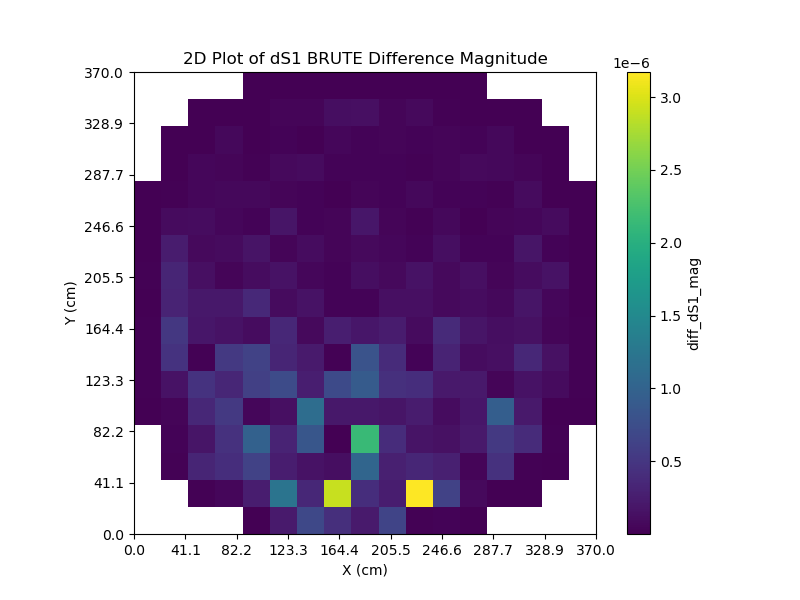 2D Plot of dS1 BRUTE Difference Magnitude
1e−6
370.0
328.9
287.7
246.6
205.5
164.4
123.3
82.2
41.1
0.0
Y (cm)
0.0 41.1 82.2 123.3 164.4 205.5 246.6 287.7 328.9 370.0
X (cm)
3.0
2.5
2.0
1.5
1.0
0.5
diff_dS1_mag